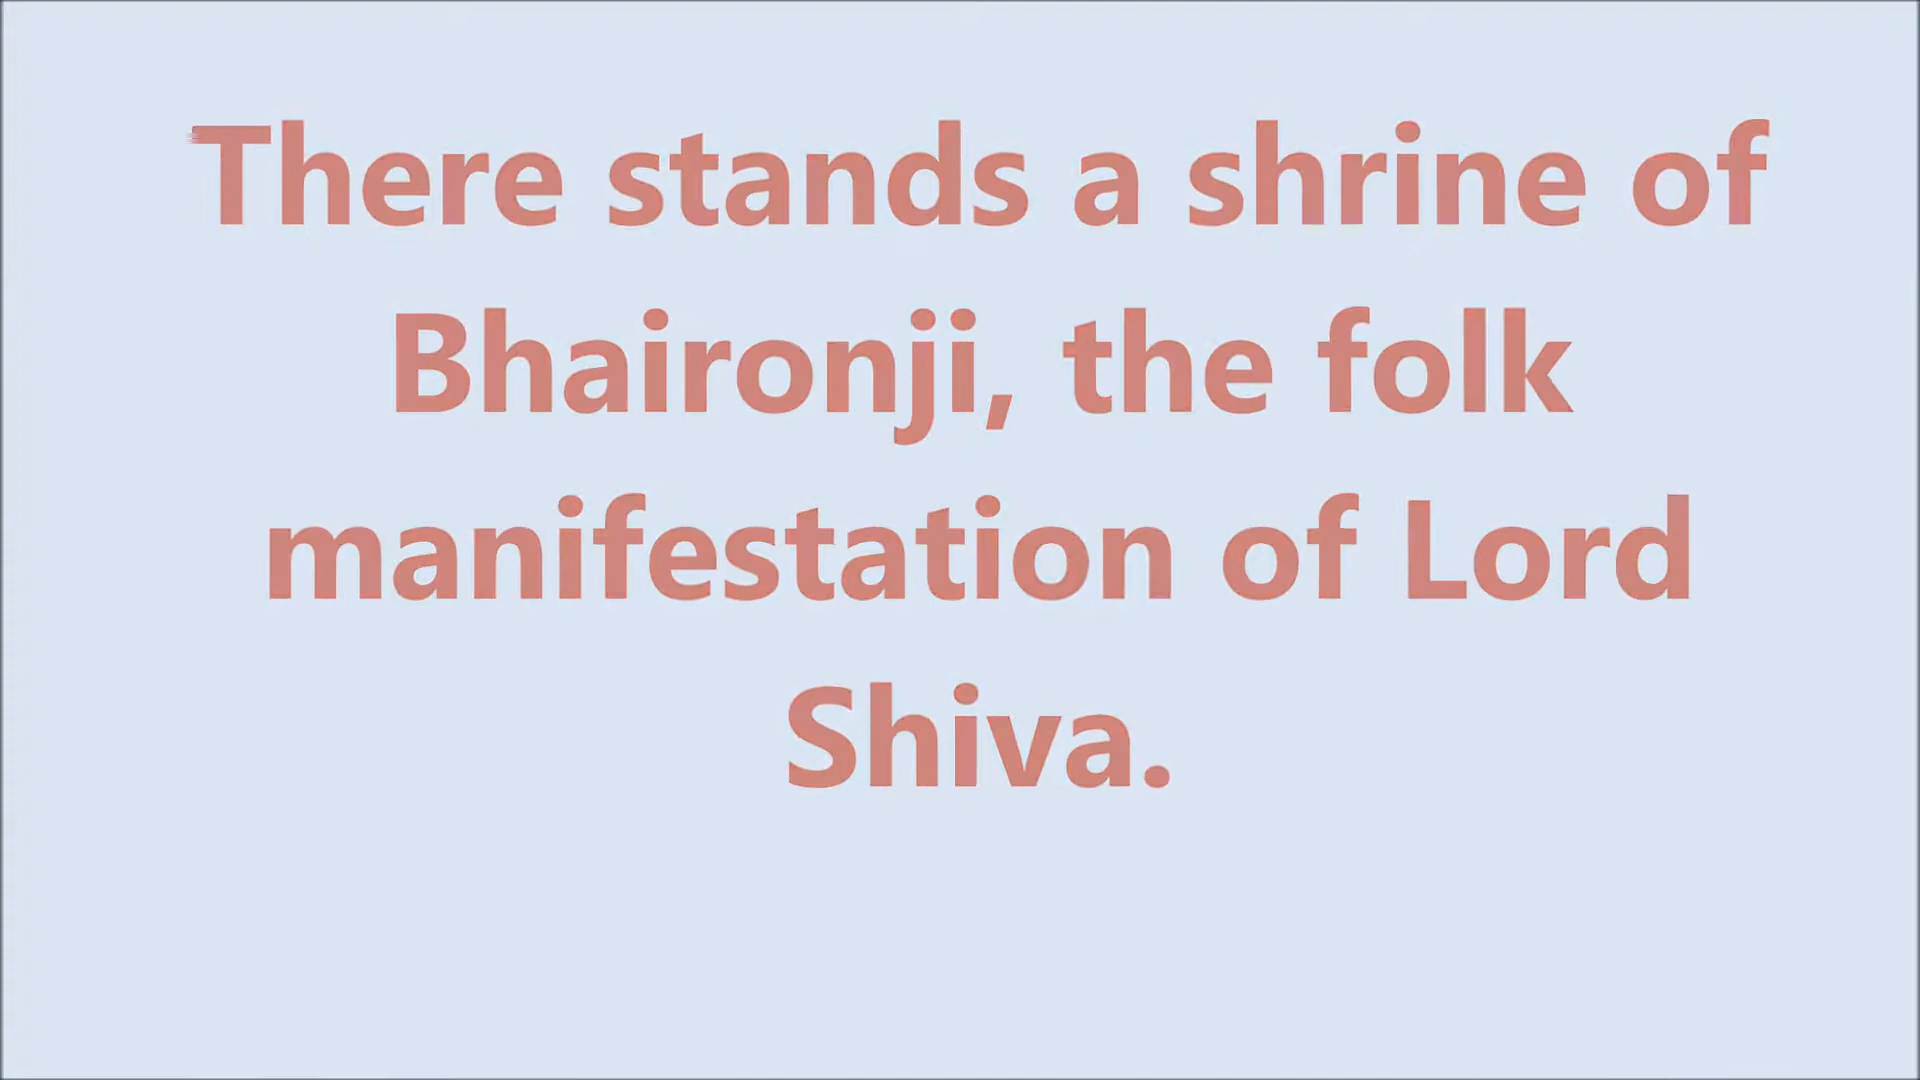 There stands a shrine of
Bhaironji, the folk
manifestation of Lord
Shiva.